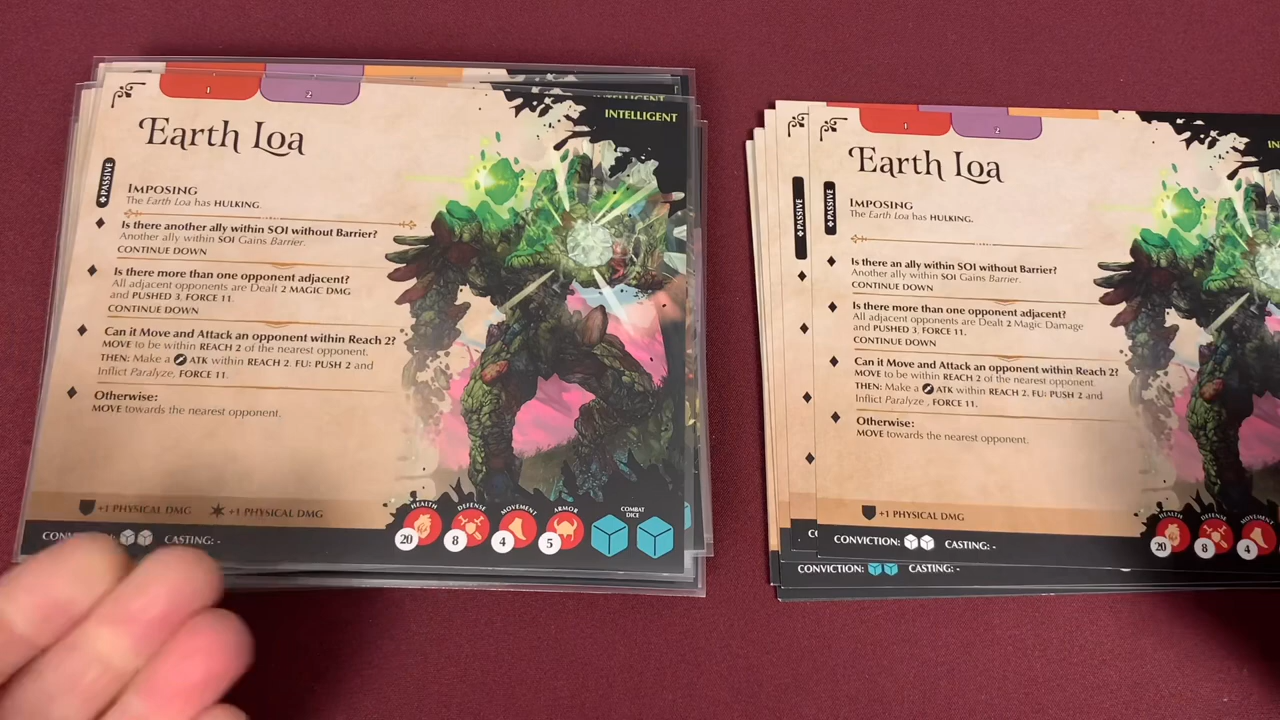 1 2
INTELLIGENT
INTELLIGENT
Earth Loa
PASSIVE
IMPOSING
The Earth Loa has HULKING.
Is there another ally within SOI without Barrier?
Another ally within SOI Gains Barrier.
CONTINUE DOWN
Is there more than one opponent adjacent?
All adjacent opponents are Dealt 2 MAGIC DMG
and PUSHED 3, FORCE 11.
CONTINUE DOWN
Can it Move and Attack an opponent within Reach 2?
MOVE to be within REACH 2 of the nearest opponent.
THEN: Make a ATK within REACH 2. FU: PUSH 2 and
Inflict Paralyze, FORCE 11.
Otherwise:
MOVE towards the nearest opponent.
+1 PHYSICAL DMG +1 PHYSICAL DMG
HEALTH DEFENSE MOVEMENT ARMOR COMBAT DICE
20 8 4 5
CASTING: -
1 2
IN
Earth Loa
PASSIVE
PASSIVE
IMPOSING
The Earth Loa has HULKING.
Is there an ally within SOI without Barrier?
Another ally within SOI Gains Barrier.
CONTINUE DOWN
Is there more than one opponent adjacent?
All adjacent opponents are Dealt 2 Magic Damage
and PUSHED 3, FORCE 11.
CONTINUE DOWN
Can it Move and Attack an opponent within Reach 2?
MOVE to be within REACH 2 of the nearest opponent.
THEN: Make a ATK within REACH 2. FU: PUSH 2 and
Inflict Paralyze , FORCE 11.
Otherwise:
MOVE towards the nearest opponent.
+1 PHYSICAL DMG
HEALTH DEFENSE MOVEMENT
20 8 4
CONVICTION: CASTING: -
CONVICTION: CASTING: -